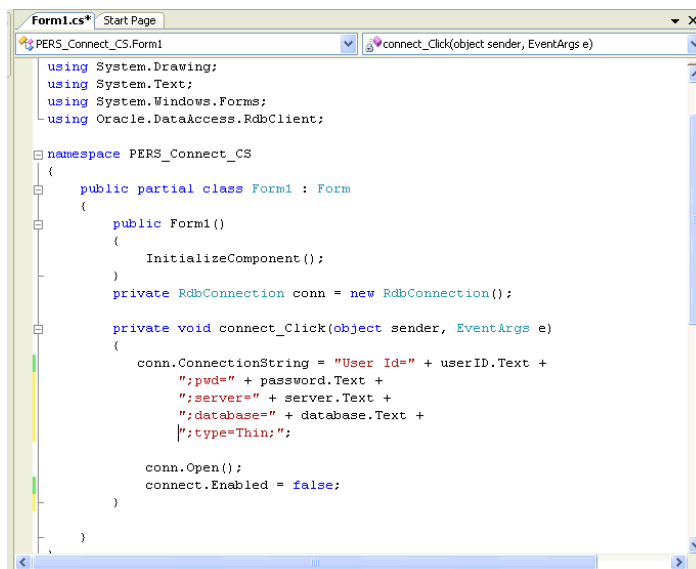 Form1.cs* Start Page
PERS_Connect_CS.Form1 connect_Click(object sender, EventArgs e)
using System.Drawing;
using System.Text;
using System.Windows.Forms;
using Oracle.DataAccess.RdbClient;
namespace PERS_Connect_CS
{
public partial class Form1 : Form
{
public Form1()
{
InitializeComponent();
}
private RdbConnection conn = new RdbConnection();
private void connect_Click(object sender, EventArgs e)
{
conn.ConnectionString = "User Id=" + userID.Text +
";pwd=" + password.Text +
";server=" + server.Text +
";database=" + database.Text +
";type=Thin;";
conn.Open();
connect.Enabled = false;
}
}